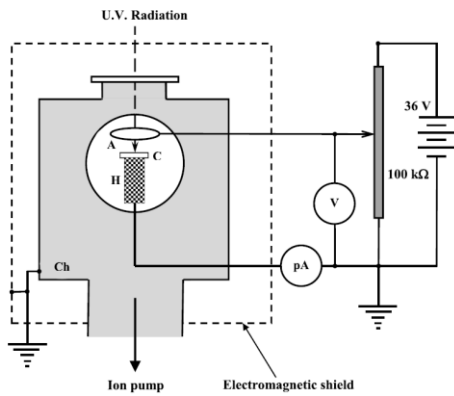 U.V. Radiation
36 V
A
C
H
100 kΩ
V
Ch
pA
Ion pump
Electromagnetic shield